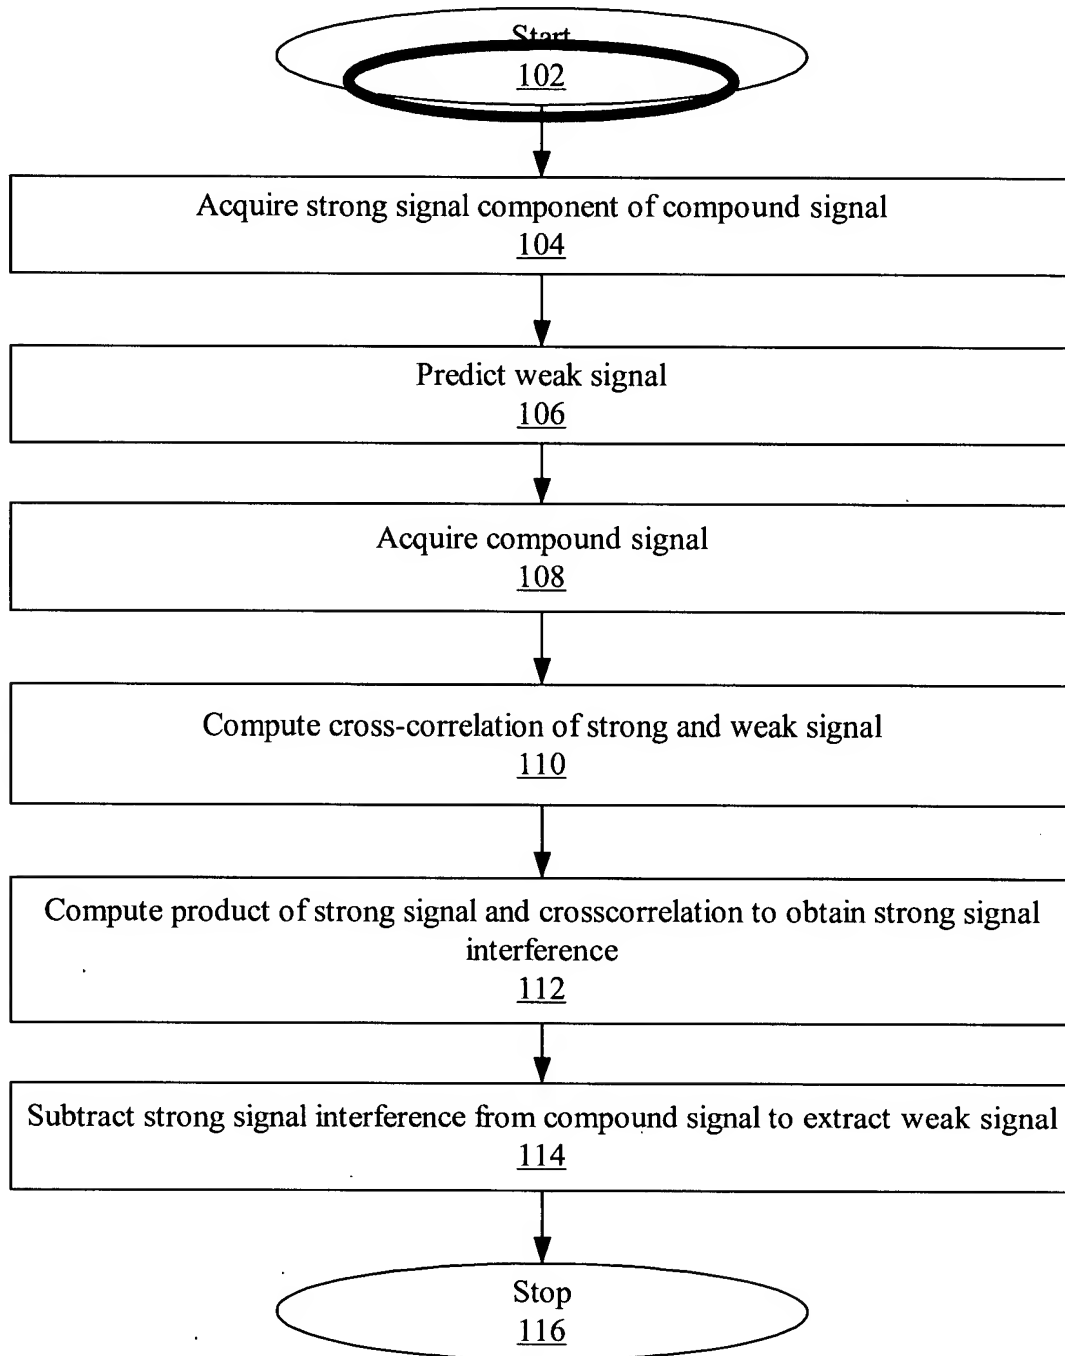 Start
102
Acquire strong signal component of compound signal
104
Predict weak signal
106
Acquire compound signal
108
Compute cross-correlation of strong and weak signal
110
Compute product of strong signal and crosscorrelation to obtain strong signal
interference
112
Subtract strong signal interference from compound signal to extract weak signal
114
Stop
116